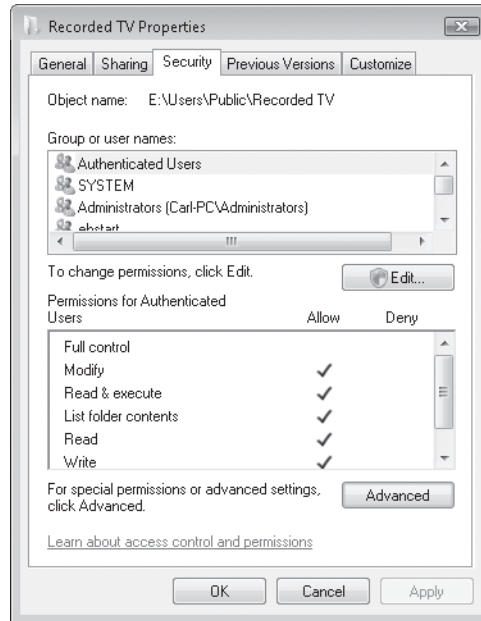 Recorded TV Properties
General Sharing Security Previous Versions Customize
Object name: E:\Users\Public\Recorded TV
Group or user names:
Authenticated Users
SYSTEM
Administrators (Carl-PC\Administrators)
ehstart
To change permissions, click Edit.
Edit...
Permissions for Authenticated
Users Allow Deny
Full control
Modify
Read & execute
List folder contents
Read
Write
For special permissions or advanced settings,
click Advanced.
Advanced
Learn about access control and permissions
OK Cancel Apply